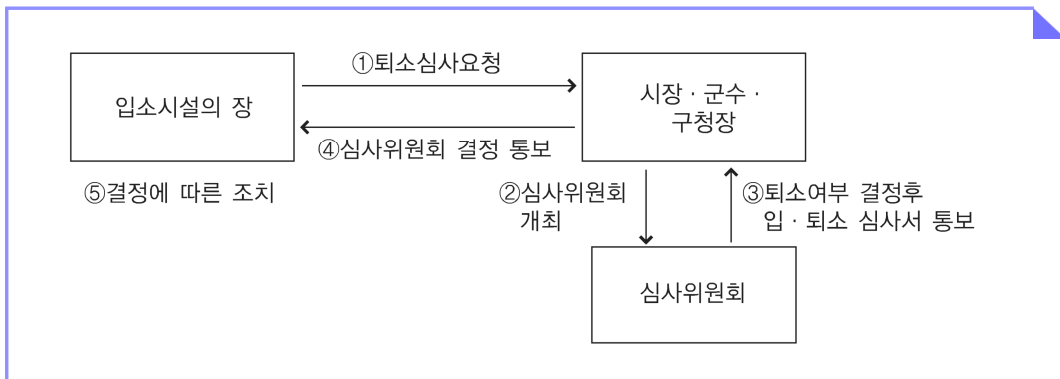 ①퇴소심사요청
입소시설의 장
시장 · 군수 ·
구청장
④심사위원회 결정 통보
⑤결정에 따른 조치
②심사위원회
개최
③퇴소여부 결정후
입 · 퇴소 심사서 통보
심사위원회